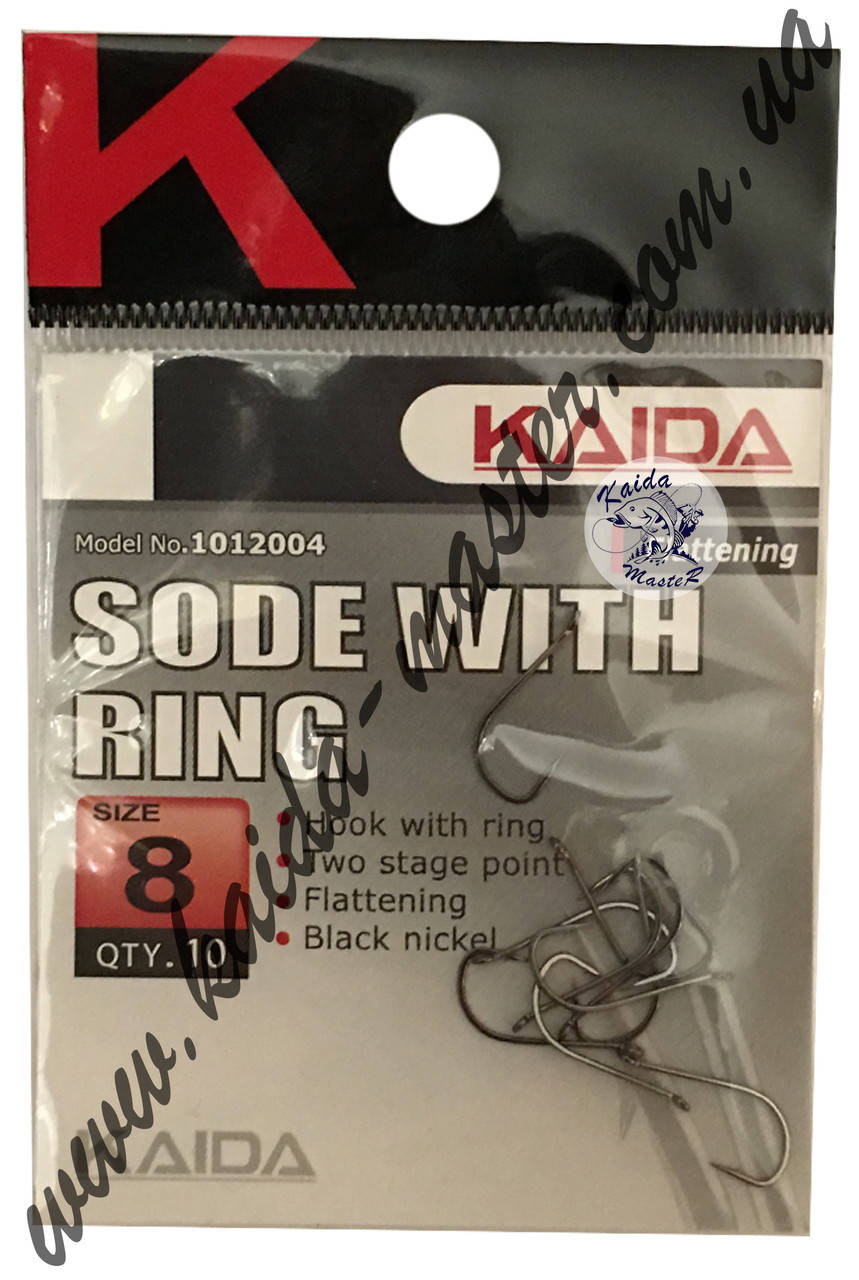 K
KAIDA
Kaida
MasteR
Model No.1012004
Flattening
SODE WITH
RING
SIZE
8
QTY. 10
Hook with ring
Two stage point
Flattening
Black nickel
KAIDA
www.kaida-master.com.ua